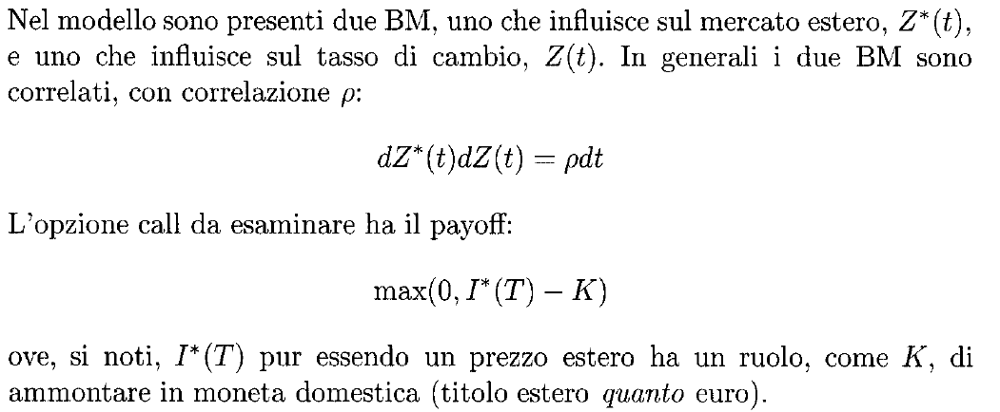 Nel modello sono presenti due BM, uno che influisce sul mercato estero, Z*(t),
e uno che influisce sul tasso di cambio, Z(t). In generali i due BM sono
correlati, con correlazione ρ:
dZ*(t)dZ(t) = ρdt
L'opzione call da esaminare ha il payoff:
max(0, I*(T) − K)
ove, si noti, I*(T) pur essendo un prezzo estero ha un ruolo, come K, di
ammontare in moneta domestica (titolo estero quanto euro).